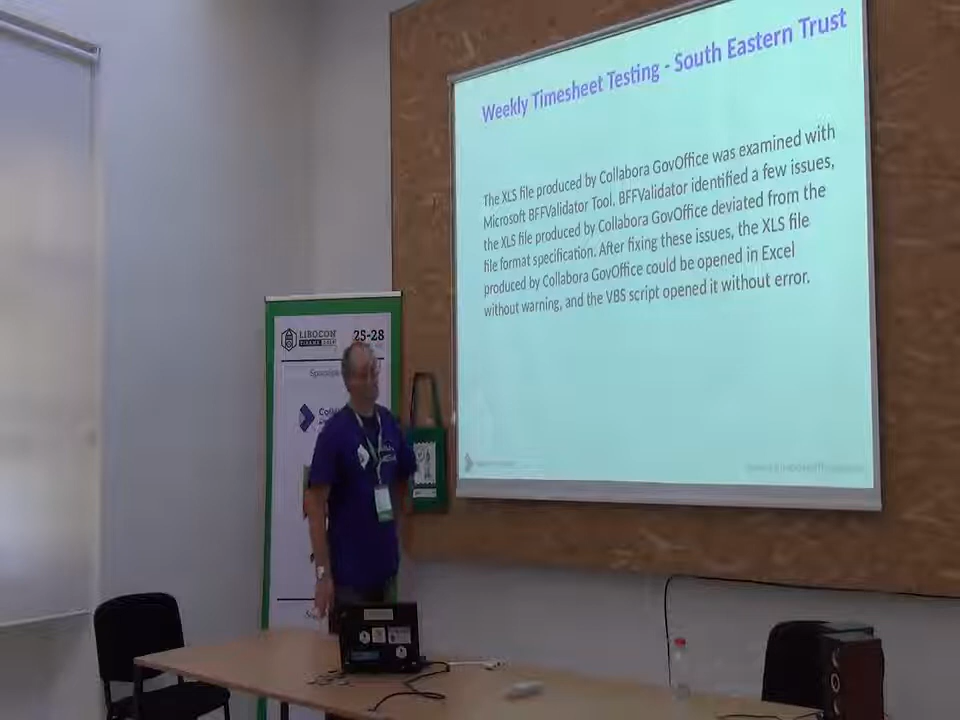 Weekly Timesheet Testing - South Eastern Trust
The XLS file produced by Collabora GovOffice was examined with
Microsoft BFFValidator Tool. BFFValidator identified a few issues,
the XLS file produced by Collabora GovOffice deviated from the
file format specification. After fixing these issues, the XLS file
produced by Collabora GovOffice could be opened in Excel
without warning, and the VBS script opened it without error.
LIBOCON
25-28